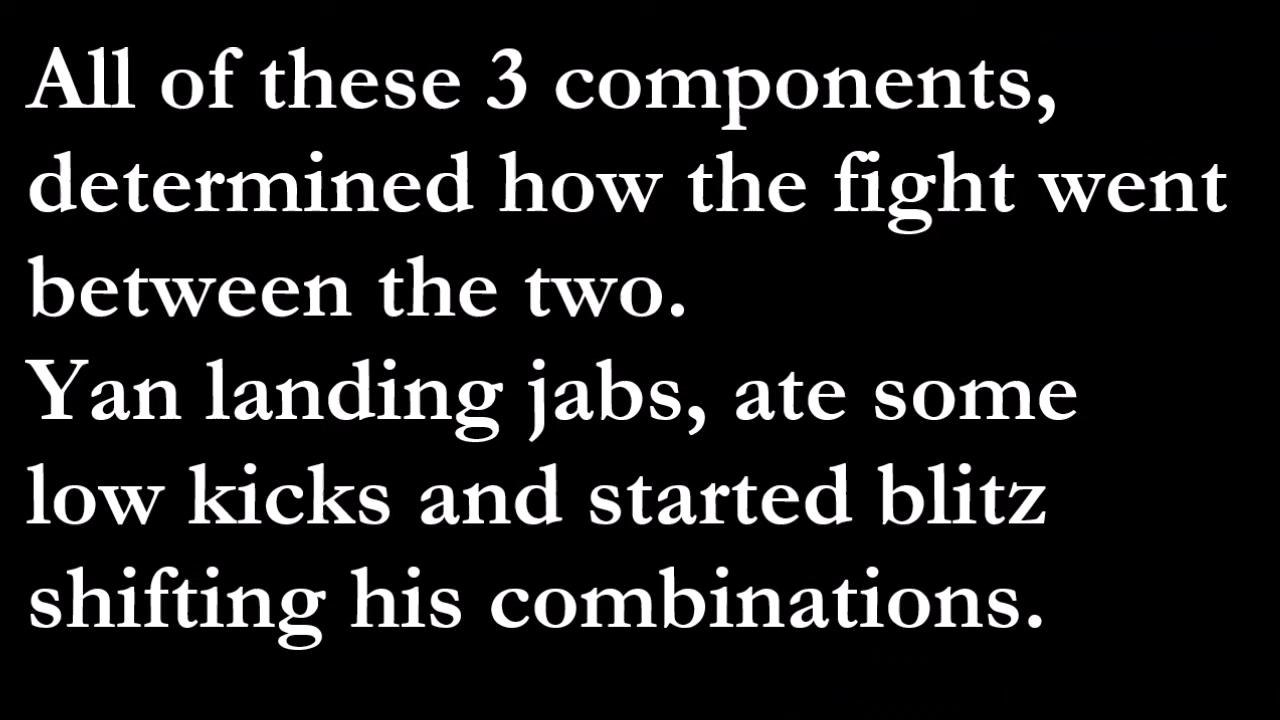 All of these 3 components,
determined how the fight went
between the two.
Yan landing jabs, ate some
low kicks and started blitz
shifting his combinations.